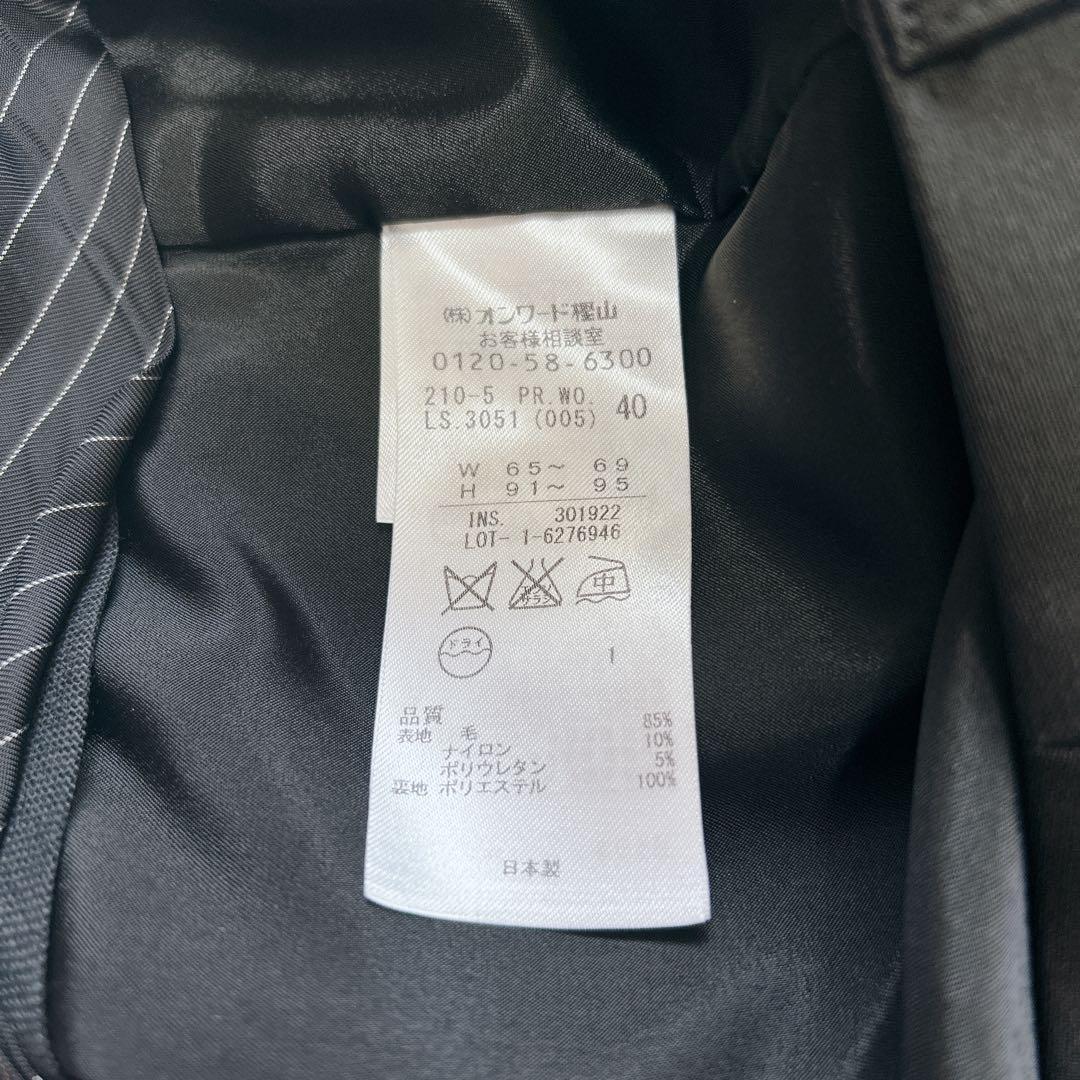 (株)オンワード樫山
お客様相談室
0120-58-6300
210-5 PR.WO.
LS.3051 (005) 40
W 65～ 69
H 91～ 95
INS. 301922
LOT- 1-6276946
中
ドライ
1
品質
表地 毛 85%
ナイロン 10%
ポリウレタン 5%
裏地 ポリエステル 100%
日本製